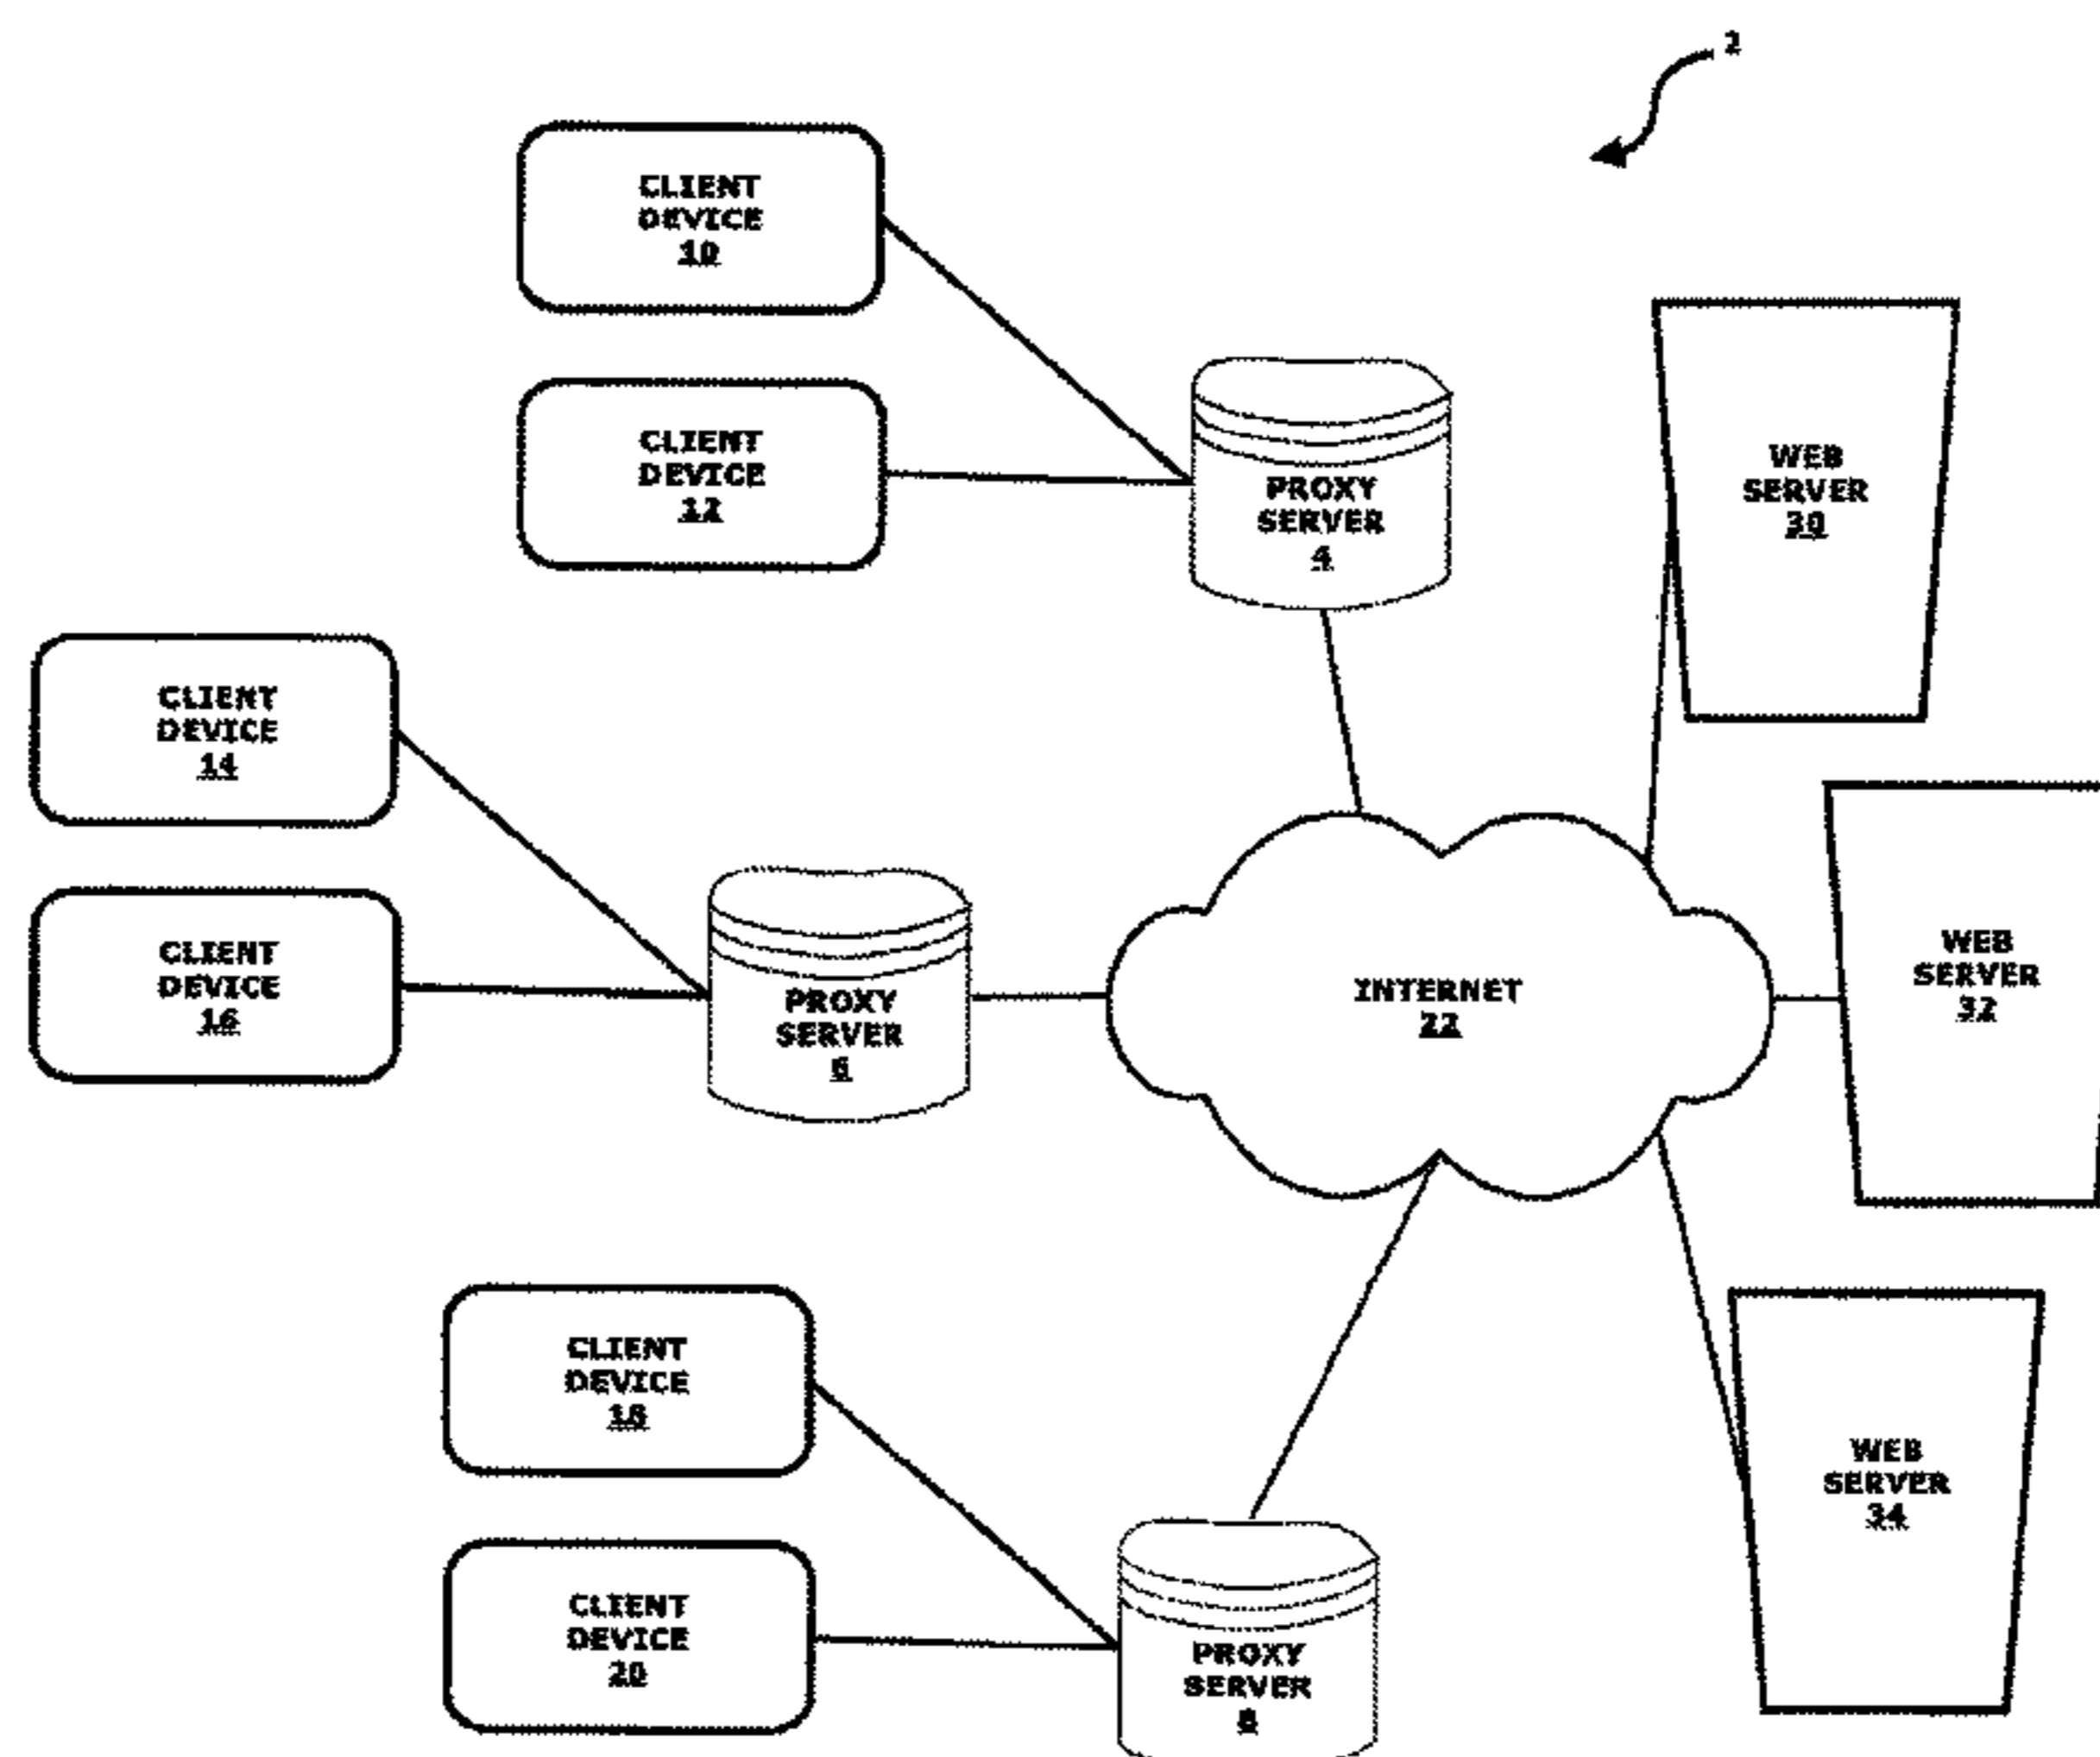 2
CLIENT
DEVICE
10
CLIENT
DEVICE
12
PROXY
SERVER
4
WEB
SERVER
30
CLIENT
DEVICE
14
CLIENT
DEVICE
16
PROXY
SERVER
6
INTERNET
22
WEB
SERVER
32
CLIENT
DEVICE
18
CLIENT
DEVICE
20
PROXY
SERVER
8
WEB
SERVER
34